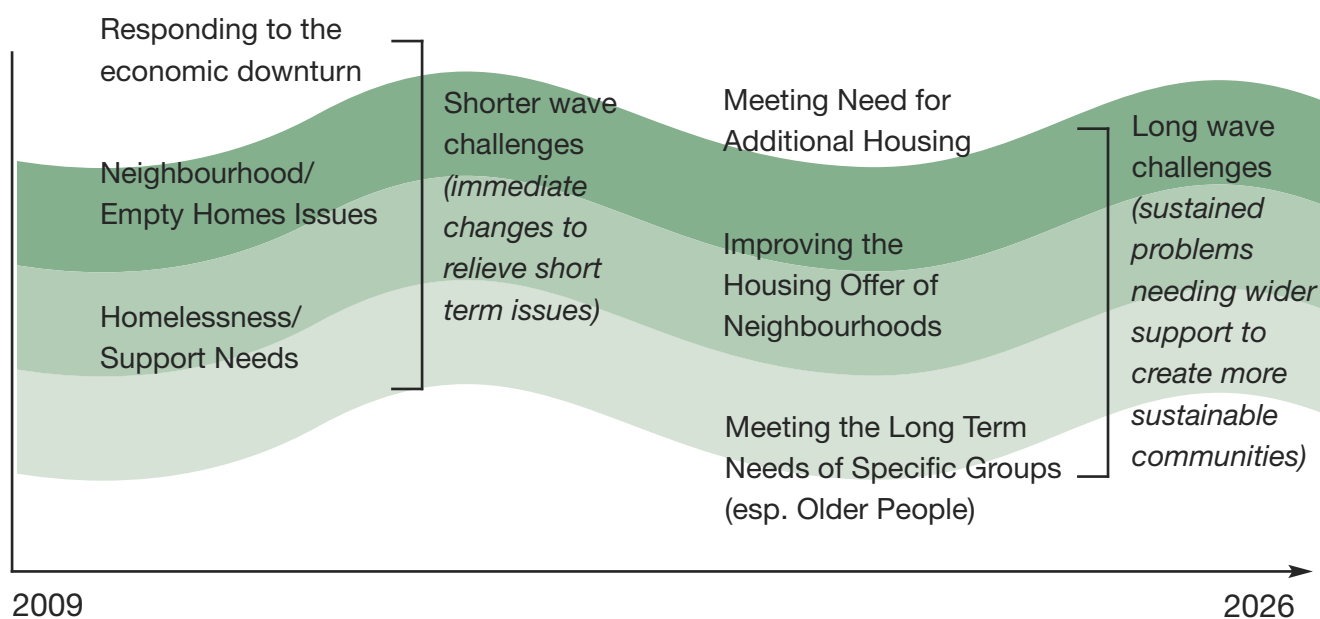 Responding to the
economic downturn
Neighbourhood/
Empty Homes Issues
Homelessness/
Support Needs
Shorter wave
challenges
(immediate
changes to
relieve short
term issues)
Meeting Need for
Additional Housing
Improving the
Housing Offer of
Neighbourhoods
Meeting the Long Term
Needs of Specific Groups
(esp. Older People)
Long wave
challenges
(sustained
problems
needing wider
support to
create more
sustainable
communities)
2009
2026